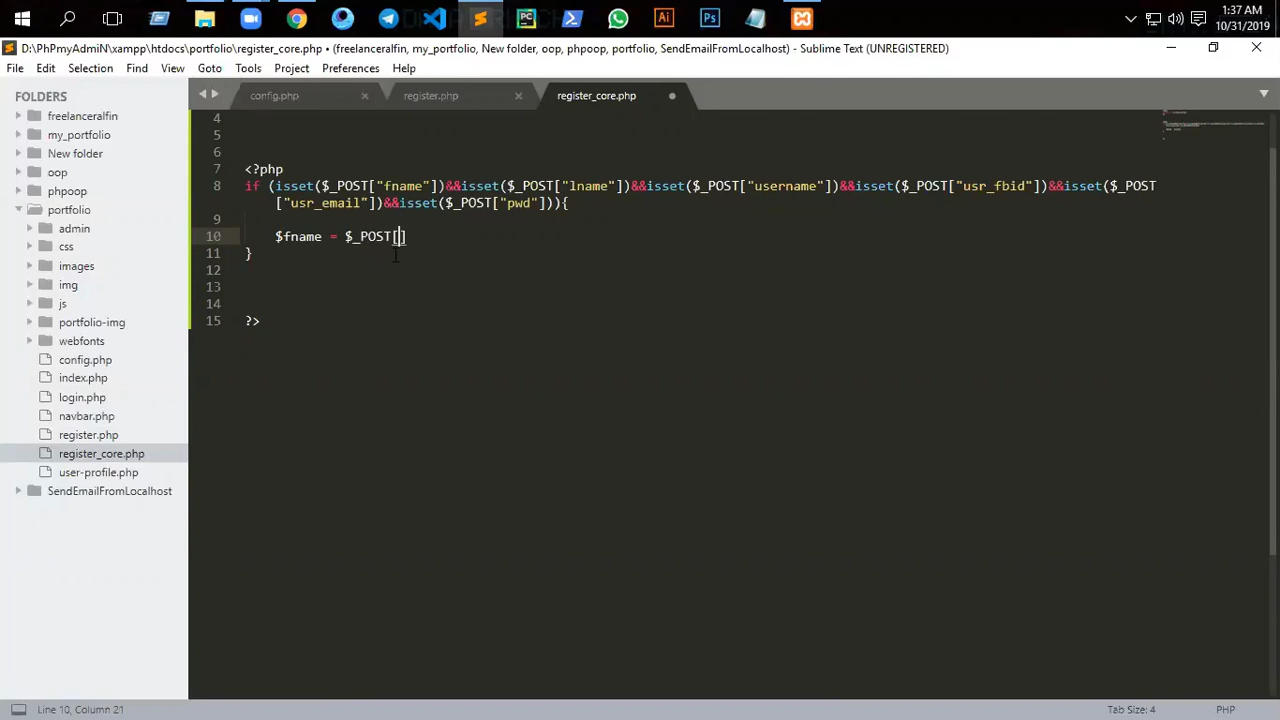 1:37 AM
10/31/2019
D:\PhPmyAdmiN\xampp\htdocs\portfolio\register_core.php • (freelanceralfin, my_portfolio, New folder, oop, phpoop, portfolio, SendEmailFromLocalhost) - Sublime Text (UNREGISTERED)
File Edit Selection Find View Goto Tools Project Preferences Help
FOLDERS
freelanceralfin
my_portfolio
New folder
oop
phpoop
portfolio
admin
css
images
img
js
portfolio-img
webfonts
config.php
index.php
login.php
navbar.php
register.php
register_core.php
user-profile.php
SendEmailFromLocalhost
config.php register.php register_core.php
4
5
6
7 <?php
8 if (isset($_POST["fname"])&&isset($_POST["lname"])&&isset($_POST["username"])&&isset($_POST["usr_fbid"])&&isset($_POST
["usr_email"])&&isset($_POST["pwd"])){
9
10 $fname = $_POST[]
11 }
12
13
14
15 ?>
Line 10, Column 21 Tab Size: 4 PHP